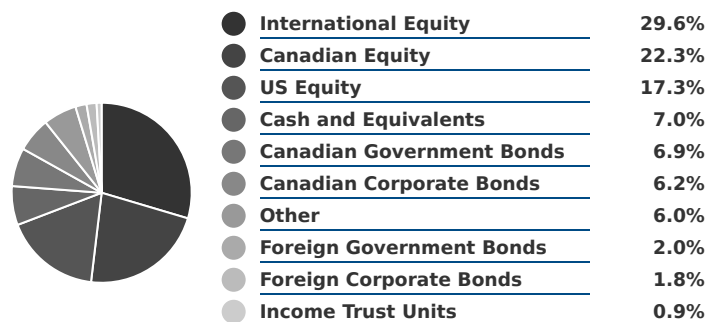 International Equity 29.6%
Canadian Equity 22.3%
US Equity 17.3%
Cash and Equivalents 7.0%
Canadian Government Bonds 6.9%
Canadian Corporate Bonds 6.2%
Other 6.0%
Foreign Government Bonds 2.0%
Foreign Corporate Bonds 1.8%
Income Trust Units 0.9%